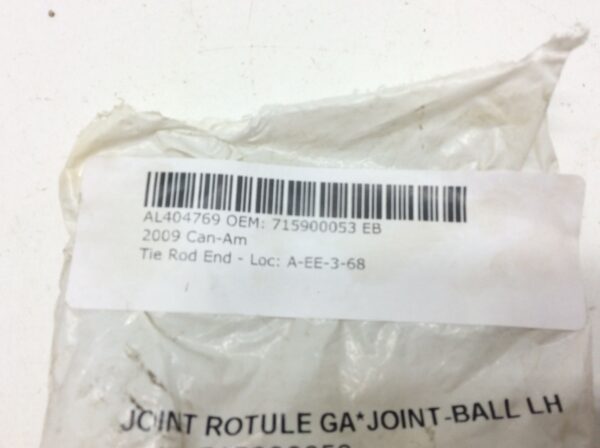 AL404769 OEM: 715900053 EB
2009 Can-Am
Tie Rod End - Loc: A-EE-3-68
JOINT ROTULE GA*JOINT-BALL LH